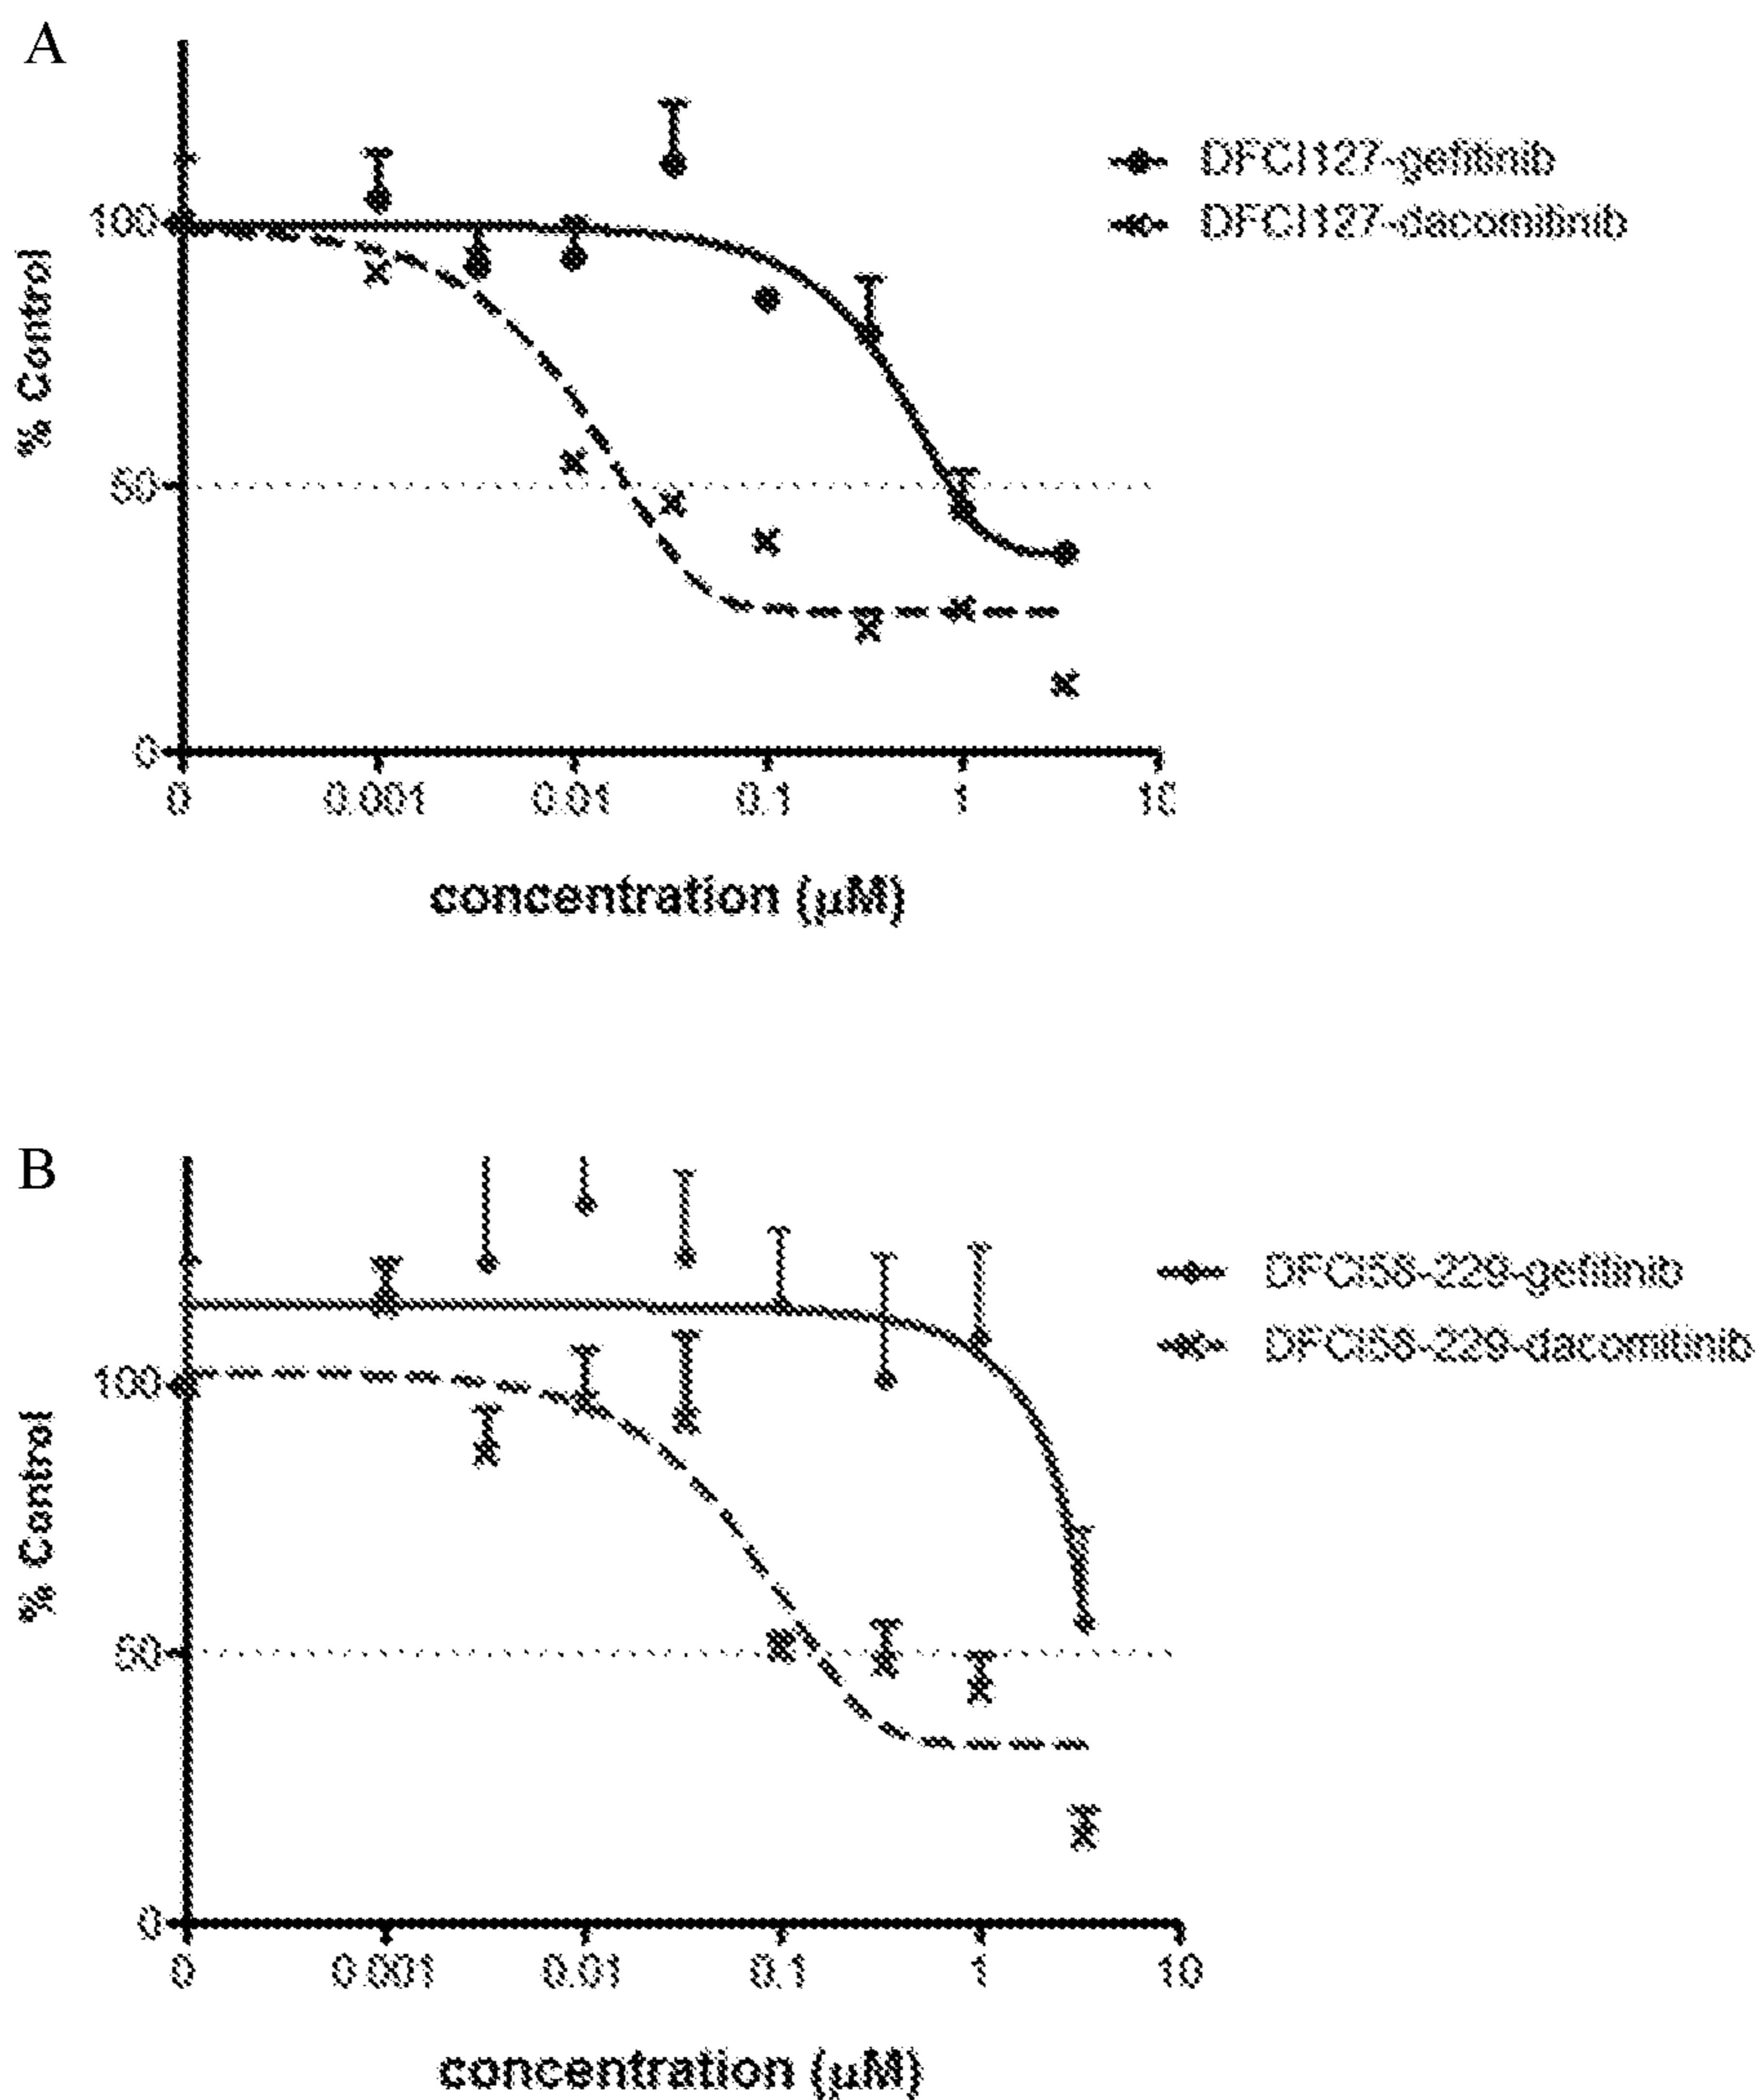 A
DFCI127-gefitinib
DFCI127-dacomitinib
100
50
0
% Control
0 0.001 0.01 0.1 1 10
concentration (µM)
B
DFCI58-229-gefitinib
DFCI58-229-dacomitinib
100
50
0
% Control
0 0.001 0.01 0.1 1 10
concentration (µM)